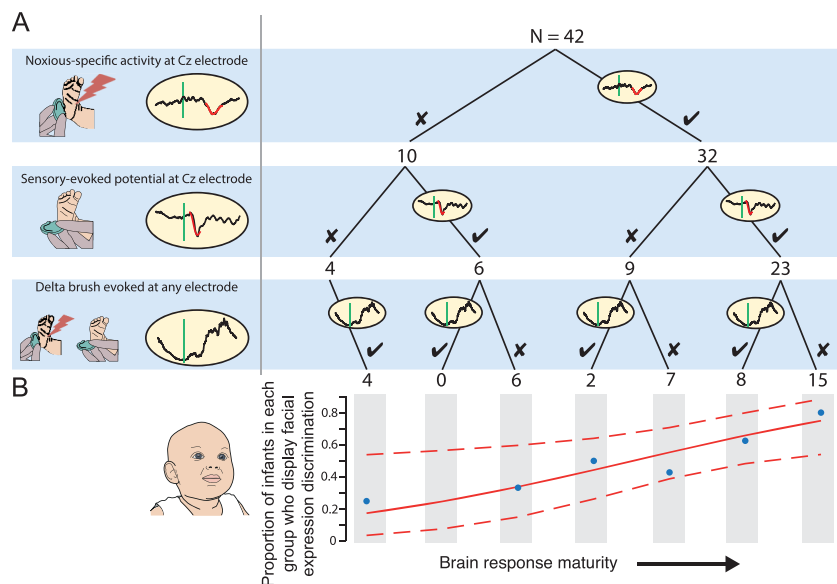 A
N = 42
Noxious-specific activity at Cz electrode
✘ ✔
10 32
Sensory-evoked potential at Cz electrode
✘ ✔ ✘ ✔
4 6 9 23
Delta brush evoked at any electrode
✔ ✔ ✘ ✔ ✘ ✔ ✘
4 0 6 2 7 8 15
B
Proportion of infants in each
group who display facial
expression discrimination
0.8
0.6
0.4
0.2
0
Brain response maturity